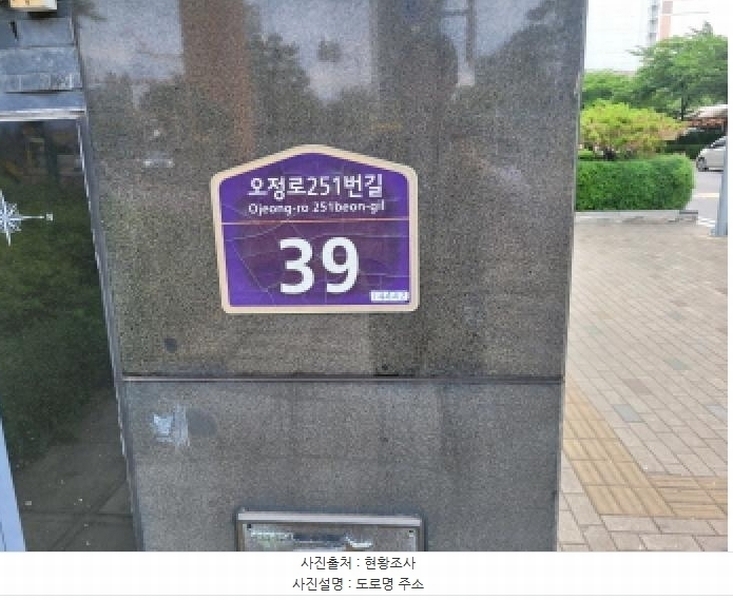 오정로251번길
Ojeong-ro 251beon-gil
39
14442
N
사진출처 : 현황조사
사진설명 : 도로명 주소